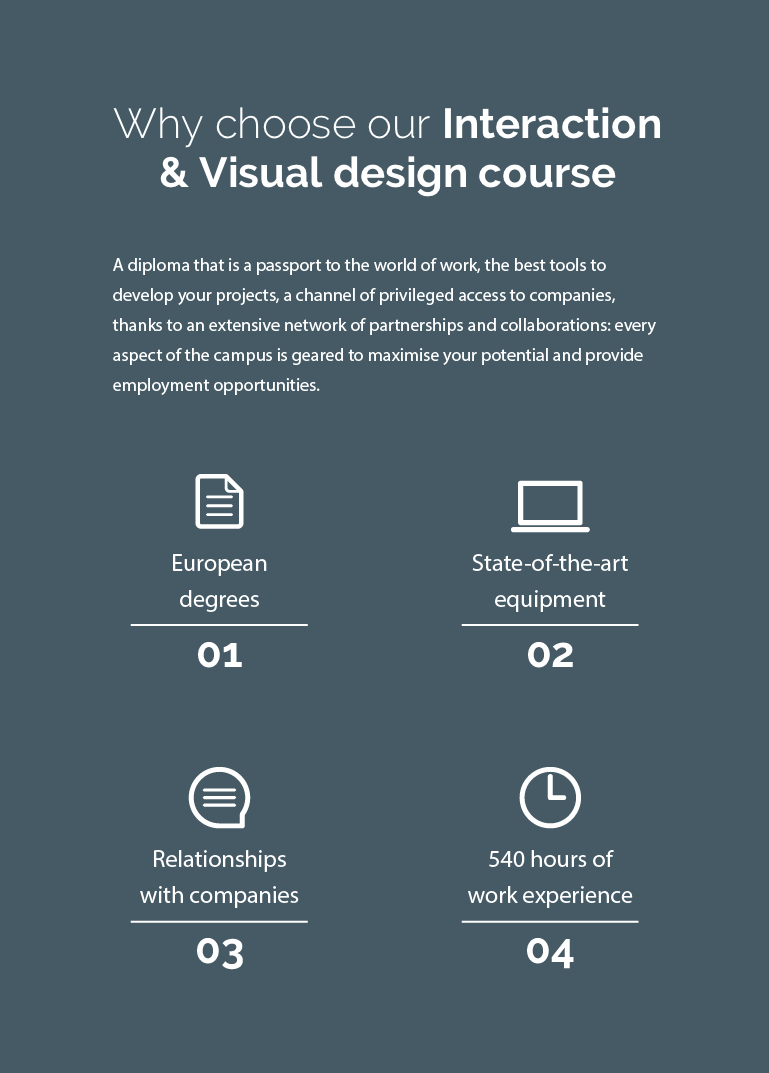 Why choose our Interaction
& Visual design course
A diploma that is a passport to the world of work, the best tools to
develop your projects, a channel of privileged access to companies,
thanks to an extensive network of partnerships and collaborations: every
aspect of the campus is geared to maximise your potential and provide
employment opportunities.
European
degrees
01
State-of-the-art
equipment
02
Relationships
with companies
03
540 hours of
work experience
04